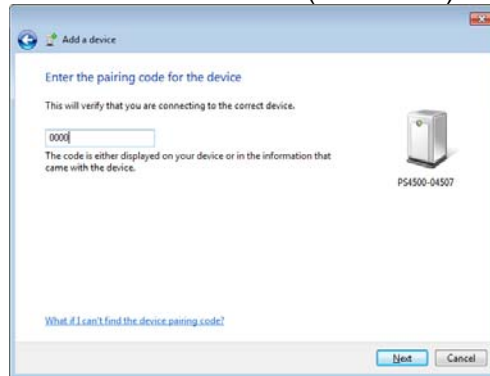 Add a device
Enter the pairing code for the device
This will verify that you are connecting to the correct device.
0000
The code is either displayed on your device or in the information that
came with the device.
PS4500-04507
What if I can't find the device pairing code?
Next
Cancel